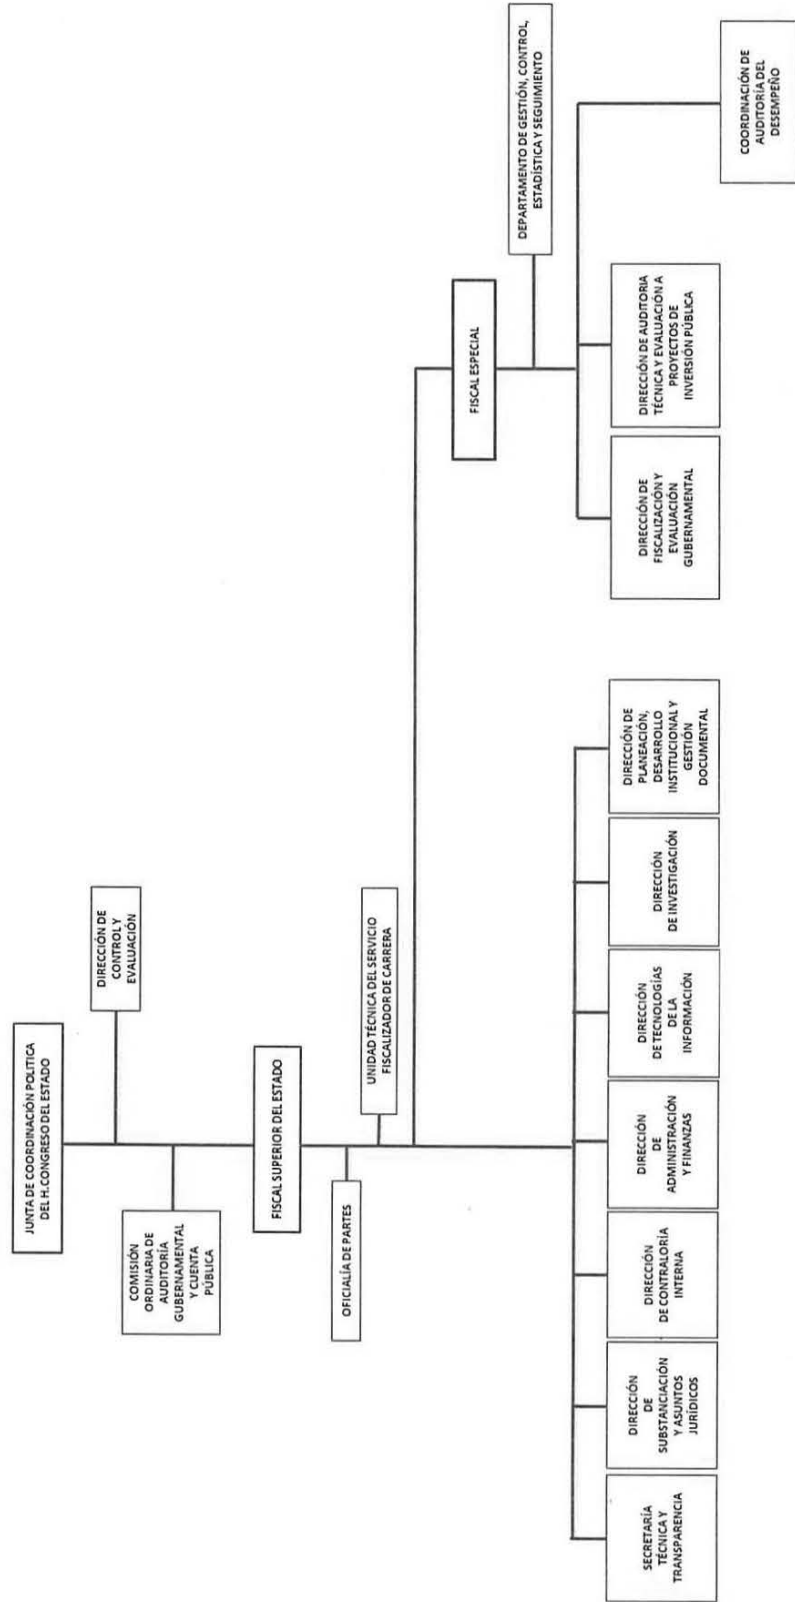 JUNTA DE COORDINACIÓN POLITICA
DEL H.CONGRESO DEL ESTADO
DIRECCIÓN DE
CONTROL Y
EVALUACIÓN
COMISIÓN
ORDINARIA DE
AUDITORÍA
GUBERNAMENTAL
Y CUENTA
PÚBLICA
FISCAL SUPERIOR DEL ESTADO
OFICIALÍA DE PARTES
UNIDAD TÉCNICA DEL SERVICIO
FISCALIZADOR DE CARRERA
FISCAL ESPECIAL
DEPARTAMENTO DE GESTIÓN, CONTROL,
ESTADÍSTICA Y SEGUIMIENTO
SECRETARÍA
TÉCNICA Y
TRANSPARENCIA
DIRECCIÓN
DE
SUBSTANCIACIÓN
Y ASUNTOS
JURÍDICOS
DIRECCIÓN
DE CONTRALORÍA
INTERNA
DIRECCIÓN
DE
ADMINISTRACIÓN
Y FINANZAS
DIRECCIÓN
DE TECNOLOGÍAS
DE LA
INFORMACIÓN
DIRECCIÓN
DE INVESTIGACIÓN
DIRECCIÓN DE
PLANEACIÓN,
DESARROLLO
INSTITUCIONAL Y
GESTIÓN
DOCUMENTAL
DIRECCIÓN DE
FISCALIZACIÓN Y
EVALUACIÓN
GUBERNAMENTAL
DIRECCIÓN DE AUDITORIA
TÉCNICA Y EVALUACIÓN A
PROYECTOS DE
INVERSIÓN PÚBLICA
COORDINACIÓN DE
AUDITORÍA DEL
DESEMPEÑO